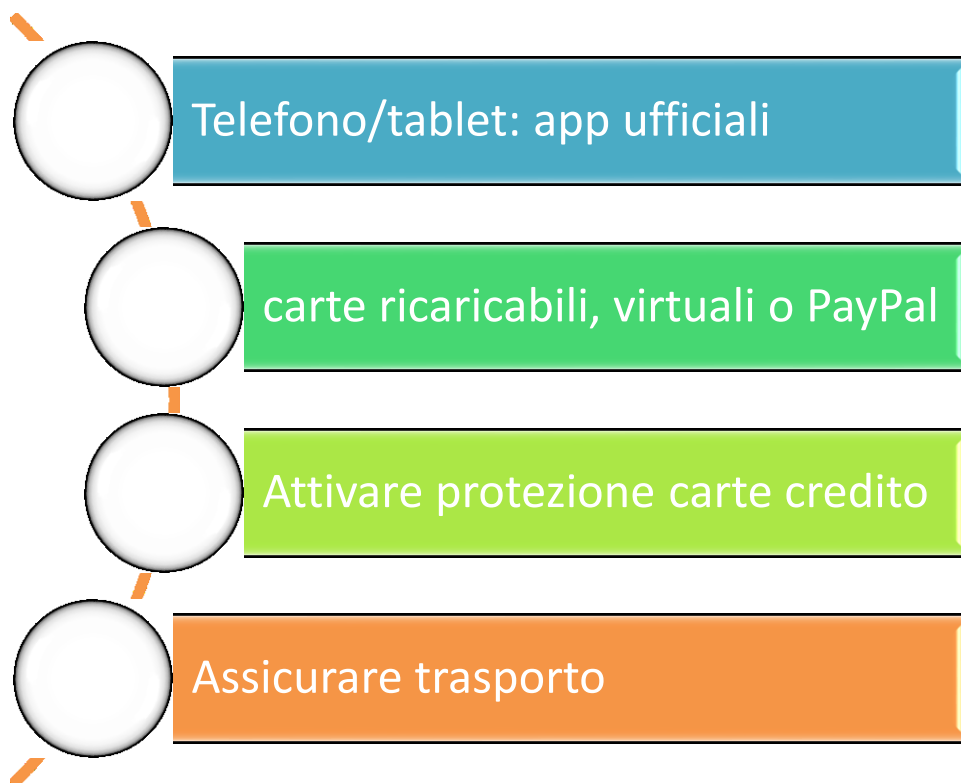 Telefono/tablet: app ufficiali
carte ricaricabili, virtuali o PayPal
Attivare protezione carte credito
Assicurare trasporto